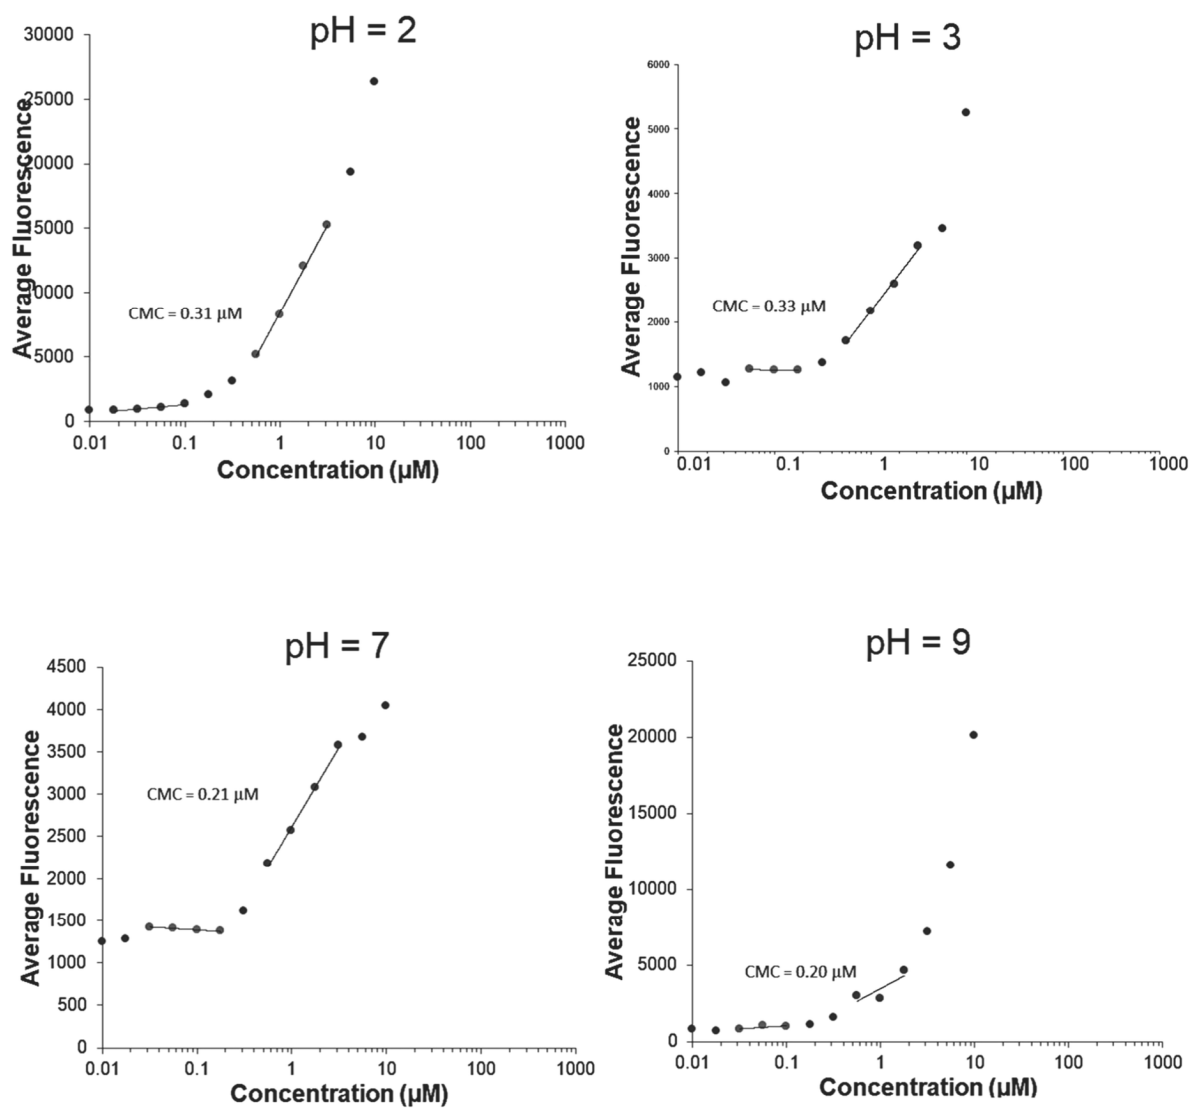 pH = 2
30000
25000
20000
15000
10000
5000
0
Average Fluorescence
CMC = 0.31 µM
0.01 0.1 1 10 100 1000
Concentration (µM)
pH = 3
6000
5000
4000
3000
2000
1000
0
Average Fluorescence
CMC = 0.33 µM
0.01 0.1 1 10 100 1000
Concentration (µM)
pH = 7
4500
4000
3500
3000
2500
2000
1500
1000
500
0
Average Fluorescence
CMC = 0.21 µM
0.01 0.1 1 10 100 1000
Concentration (µM)
pH = 9
25000
20000
15000
10000
5000
0
Average Fluorescence
CMC = 0.20 µM
0.01 0.1 1 10 100 1000
Concentration (µM)